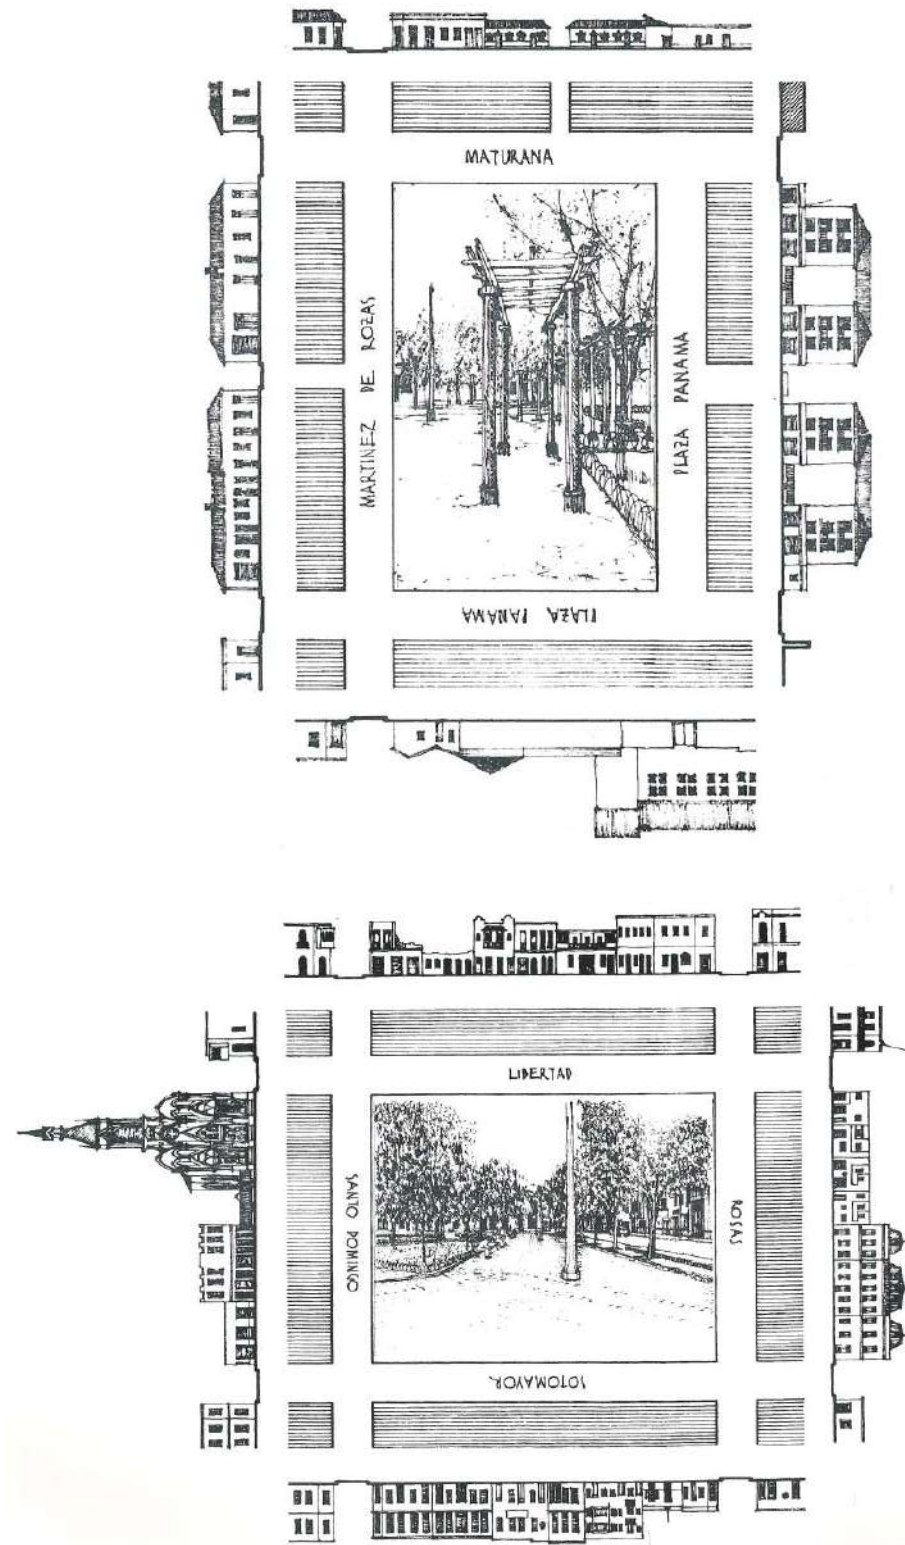 MATURANA
MARTINEZ DE ROZAS
PLAZA PANAMA
PLAZA PANAMA
LIBERTAD
SANTO DOMINGO
ROSAS
SOTOMAYOR